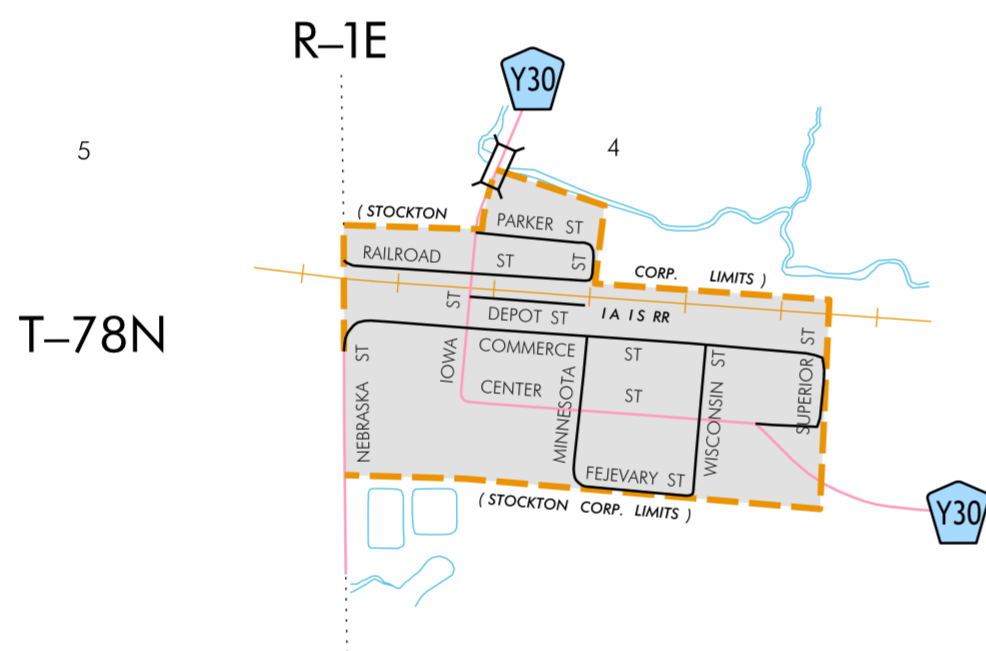 R–1E
Y30
5
4
( STOCKTON
PARKER ST
RAILROAD ST ST
CORP. LIMITS )
ST
DEPOT ST
IA IS RR
T–78N
ST
IOWA
COMMERCE ST
ST
SUPERIOR ST
NEBRASKA
CENTER ST
MINNESOTA
WISCONSIN
FEJEVARY ST
( STOCKTON CORP. LIMITS )
Y30